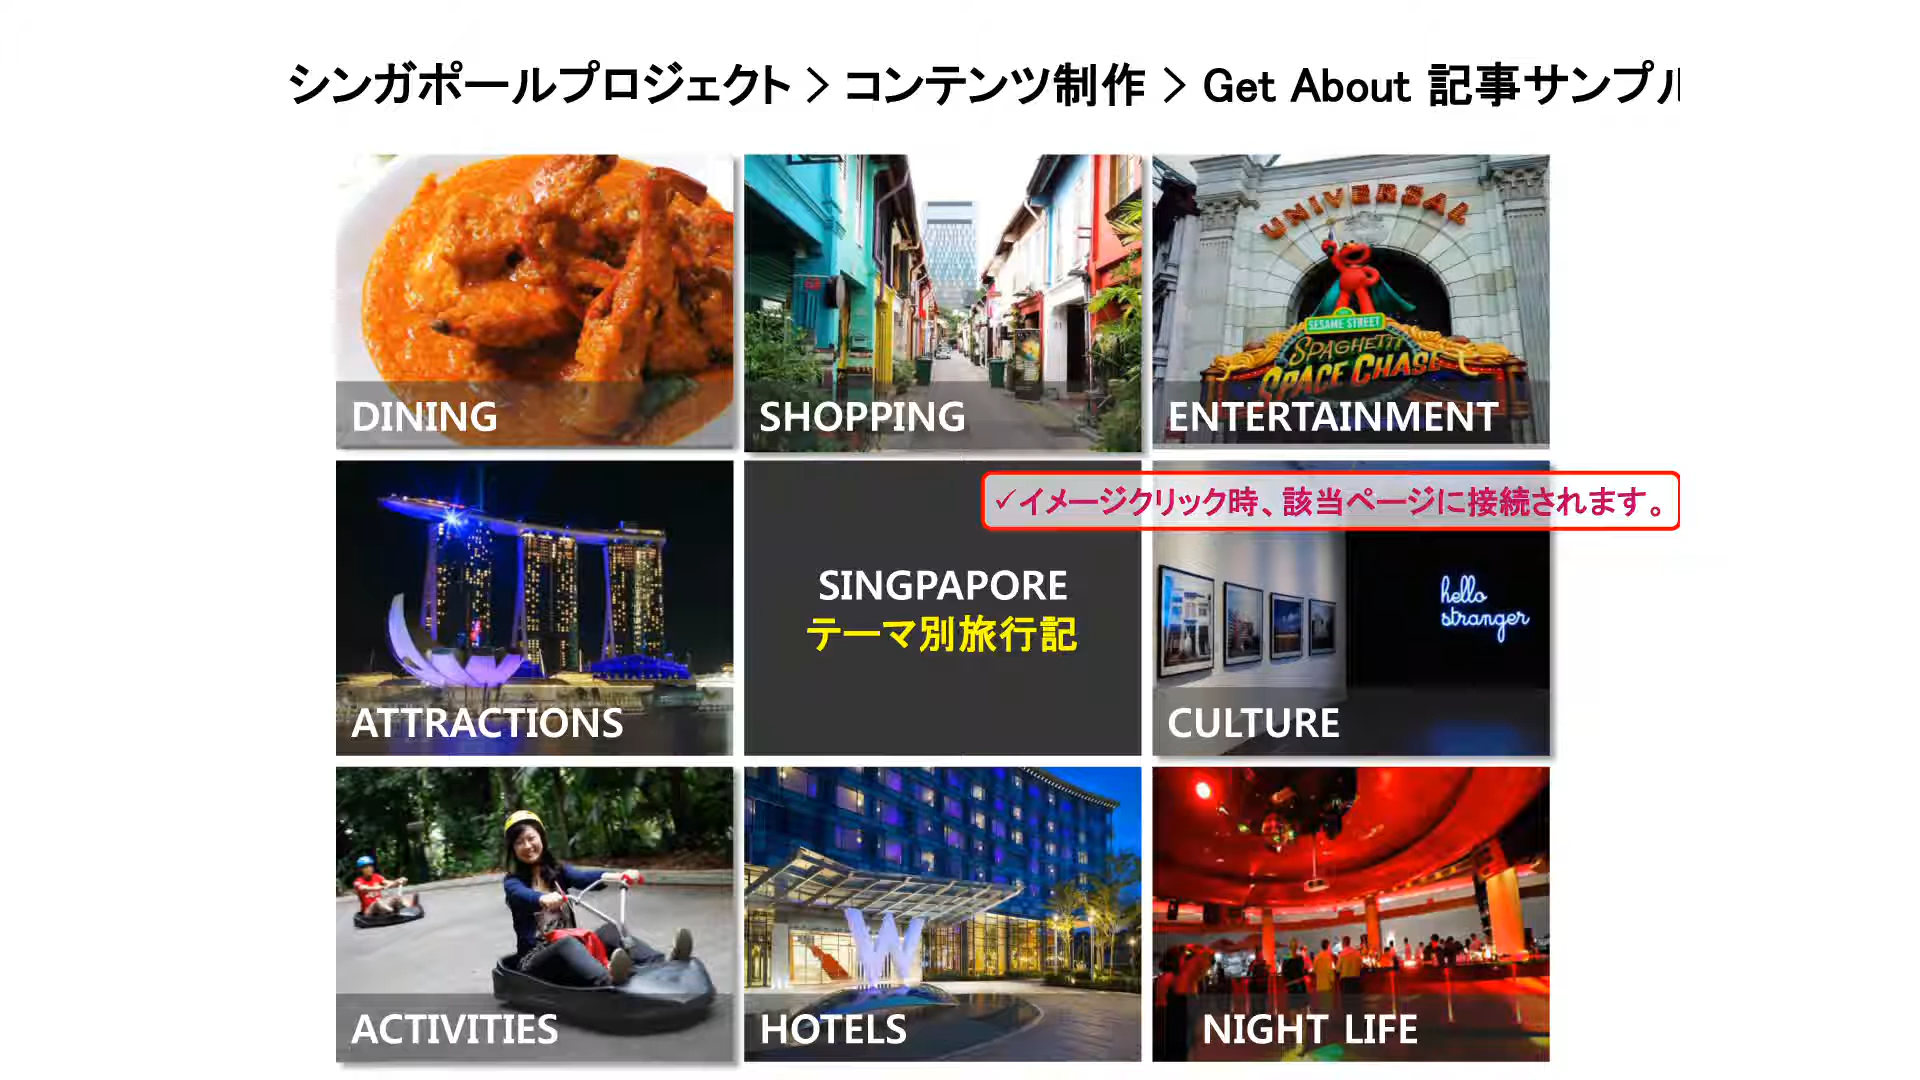 シンガポールプロジェクト > コンテンツ制作 > Get About 記事サンプル
UNIVERSAL
SESAME STREET
SPAGHETTI
SPACE CHASE
DINING
SHOPPING
ENTERTAINMENT
✓イメージクリック時、該当ページに接続されます。
SINGPAPORE
テーマ別旅行記
hello
stranger
ATTRACTIONS
CULTURE
W
ACTIVITIES
HOTELS
NIGHT LIFE